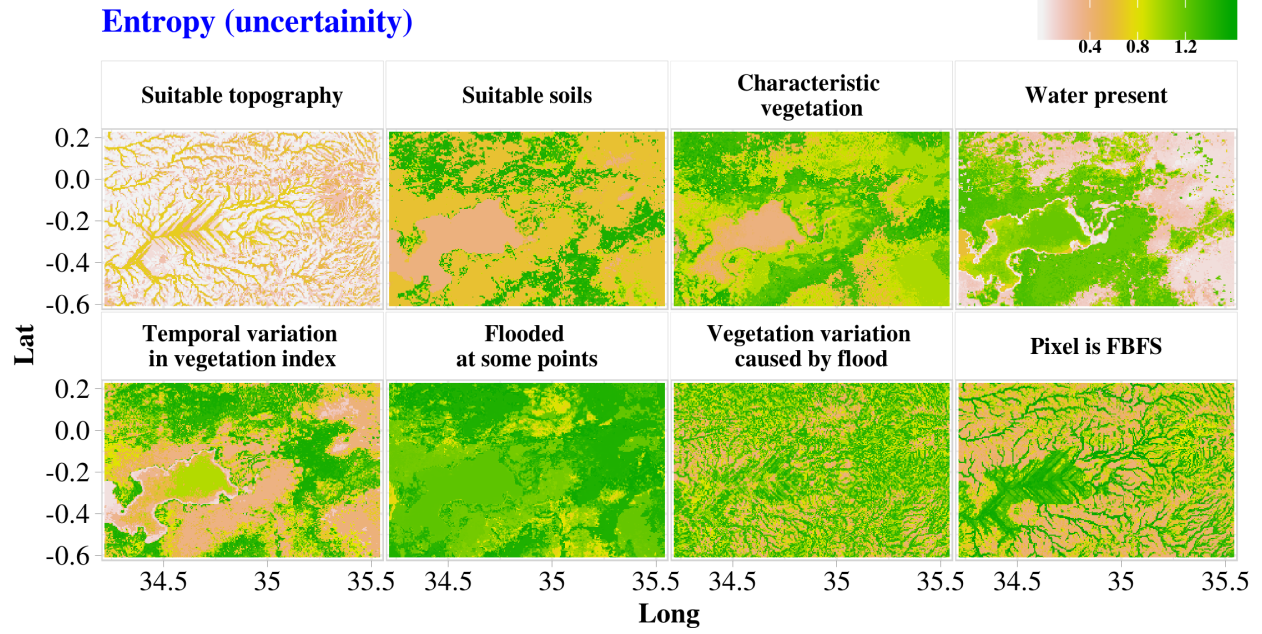 Entropy (uncertainity)
0.4 0.8 1.2
Suitable topography
Suitable soils
Characteristic
vegetation
Water present
0.2
0.0
-0.2
-0.4
-0.6
Lat
Temporal variation
in vegetation index
Flooded
at some points
Vegetation variation
caused by flood
Pixel is FBFS
0.2
0.0
-0.2
-0.4
-0.6
34.5 35 35.5 34.5 35 35.5 34.5 35 35.5 34.5 35 35.5
Long